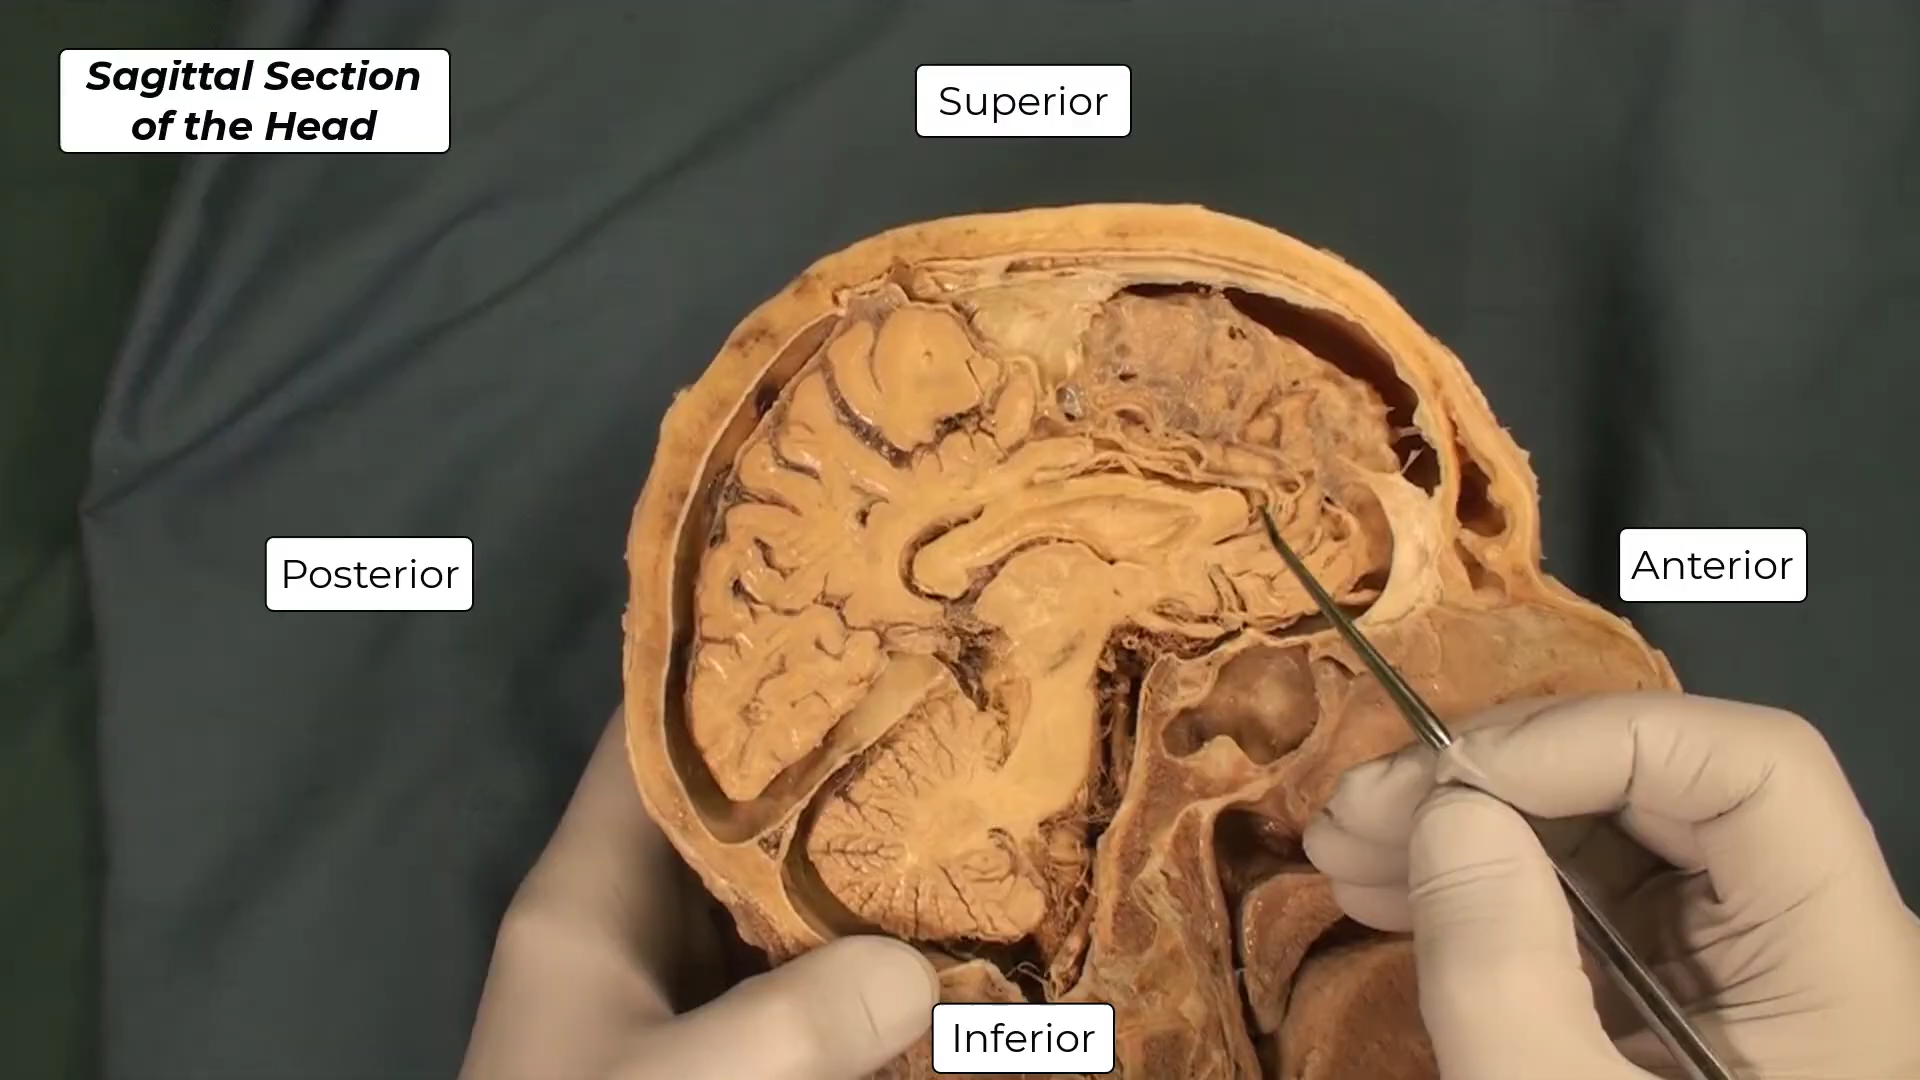 Sagittal Section
of the Head
Superior
Posterior
Anterior
Inferior